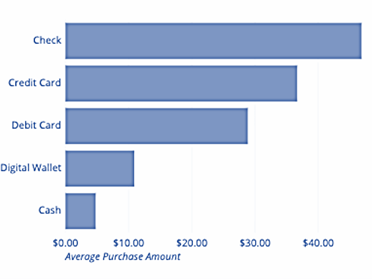 Check
Credit Card
Debit Card
Digital Wallet
Cash
$0.00 $10.00 $20.00 $30.00 $40.00
Average Purchase Amount